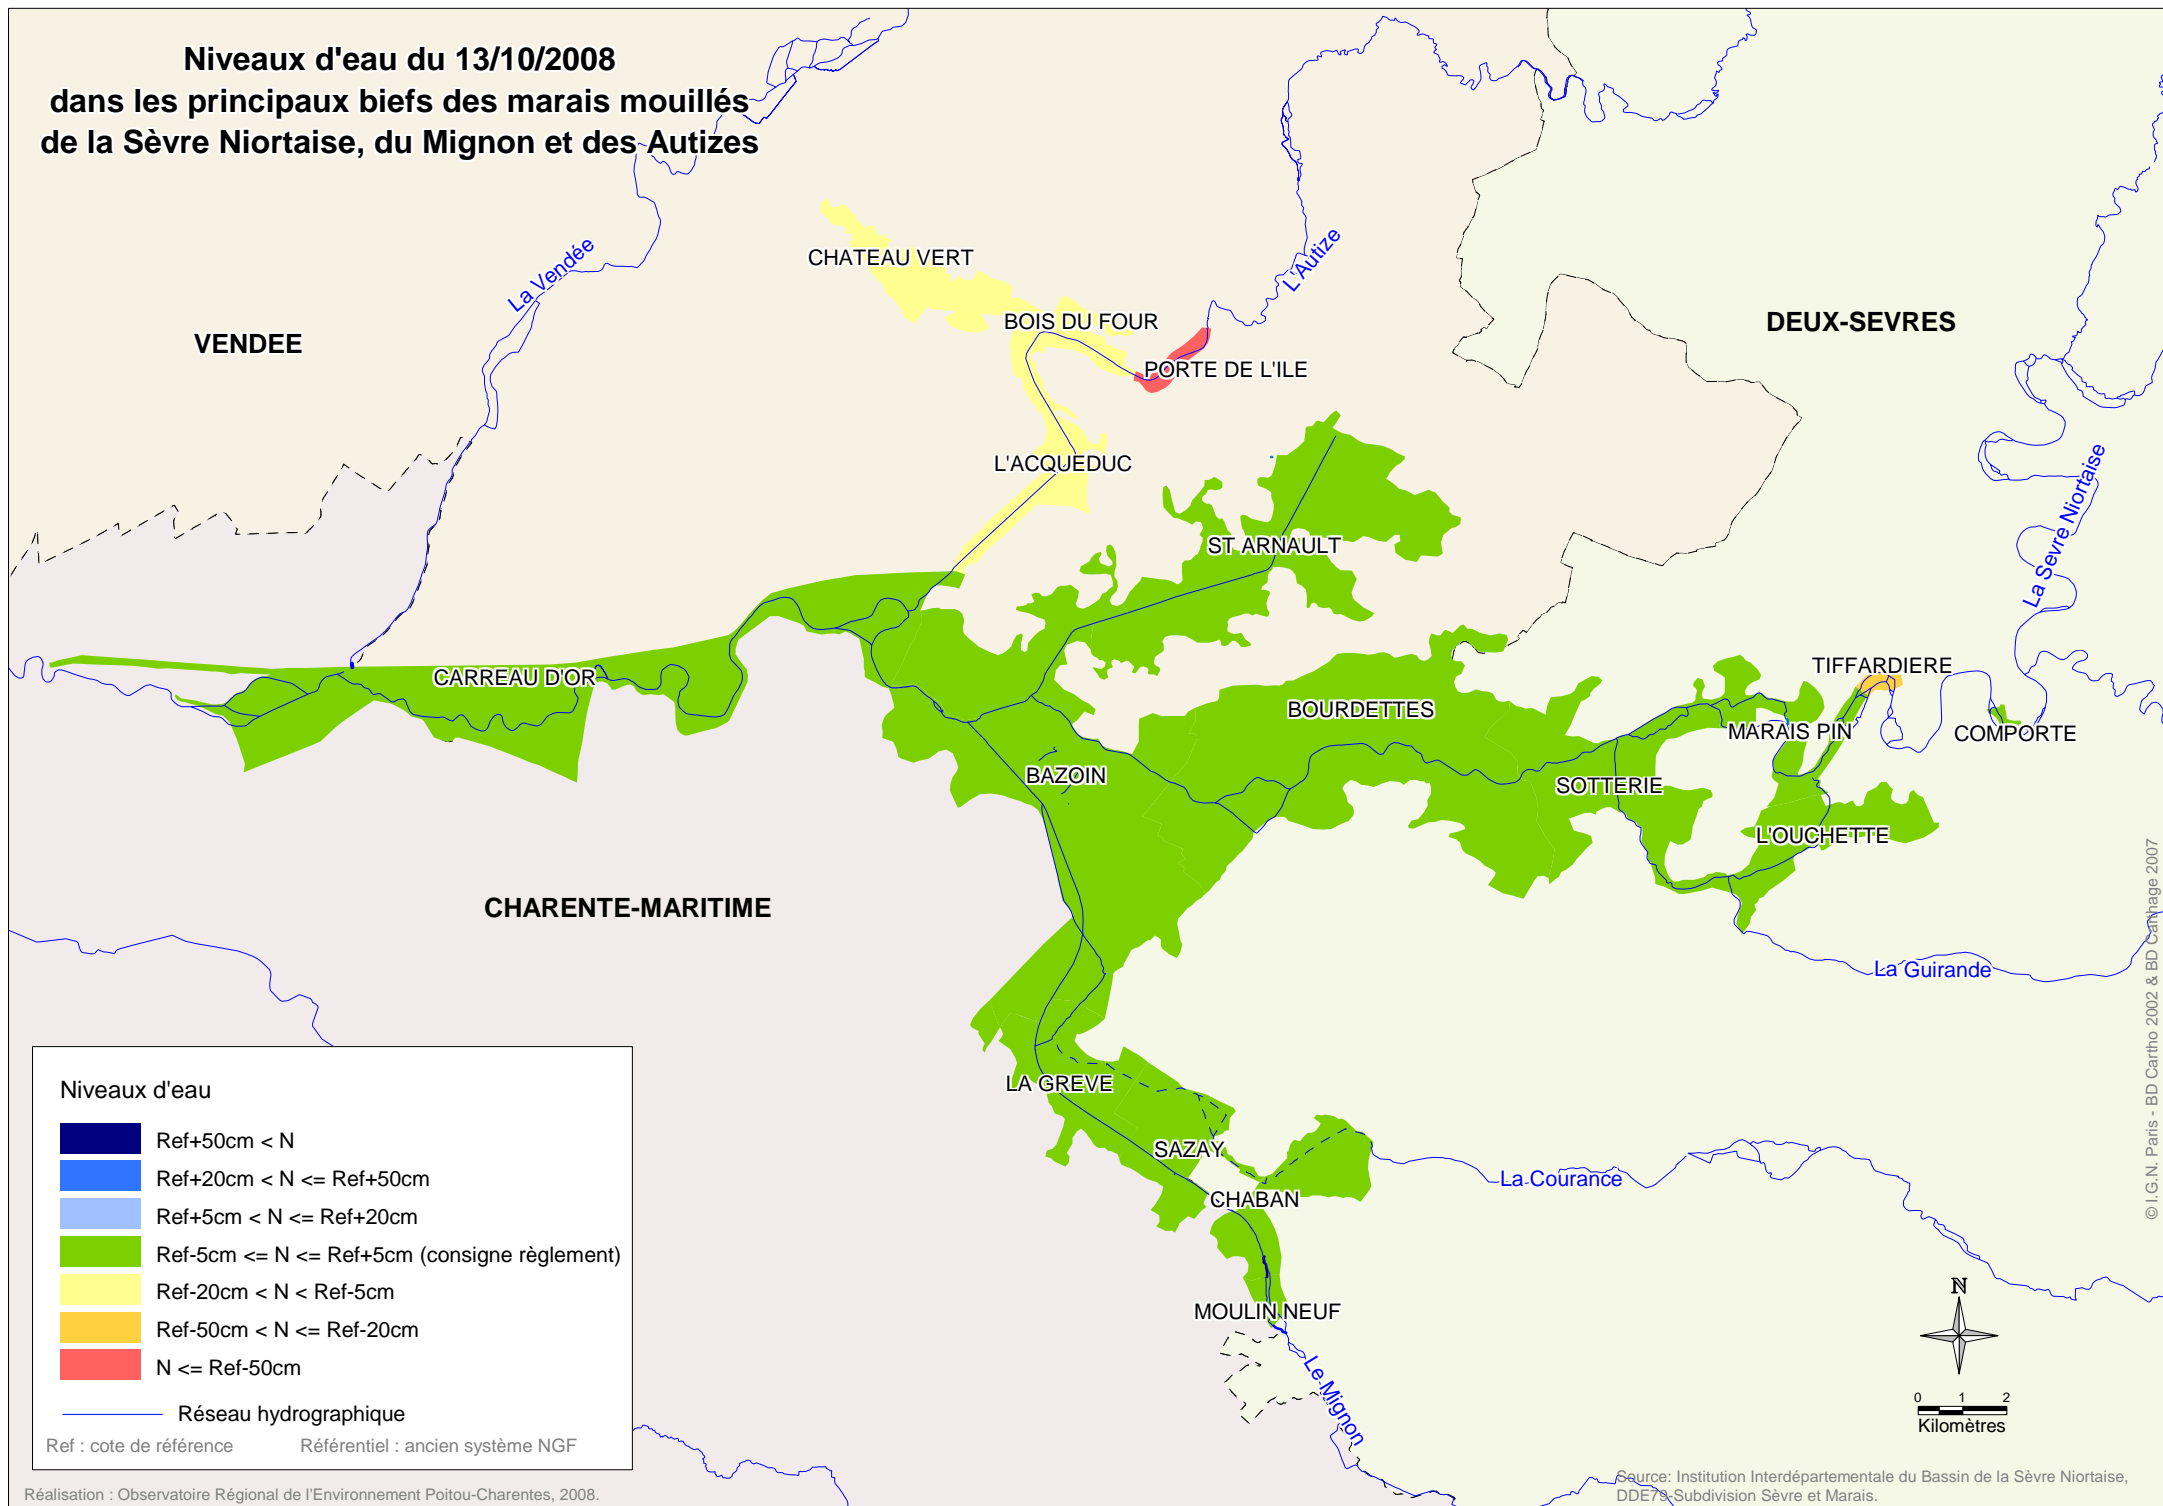 Niveaux d'eau du 13/10/2008
dans les principaux biefs des marais mouillés
de la Sèvre Niortaise, du Mignon et des Autizes
La Vendée
CHATEAU VERT
L'Autize
VENDEE
BOIS DU FOUR
DEUX-SEVRES
PORTE DE L'ILE
L'ACQUEDUC
ST ARNAULT
La Sèvre Niortaise
CARREAU D'OR
TIFFARDIERE
BOURDETTES
MARAIS PIN
COMPORTE
BAZOIN
SOTTERIE
L'OUCHETTE
CHARENTE-MARITIME
La Guirande
LA GREVE
SAZAY
La Courance
CHABAN
MOULIN NEUF
Le Mignon
Niveaux d'eau
Ref+50cm < N
Ref+20cm < N <= Ref+50cm
Ref+5cm < N <= Ref+20cm
Ref-5cm <= N <= Ref+5cm (consigne règlement)
Ref-20cm < N < Ref-5cm
Ref-50cm < N <= Ref-20cm
N <= Ref-50cm
Réseau hydrographique
Ref : cote de référence
Référentiel : ancien système NGF
N
0 1 2
Kilomètres
© I.G.N. Paris - BD Cartho 2002 & BD Carthage 2007
Réalisation : Observatoire Régional de l'Environnement Poitou-Charentes, 2008.
Source: Institution Interdépartementale du Bassin de la Sèvre Niortaise,
DDE79-Subdivision Sèvre et Marais.